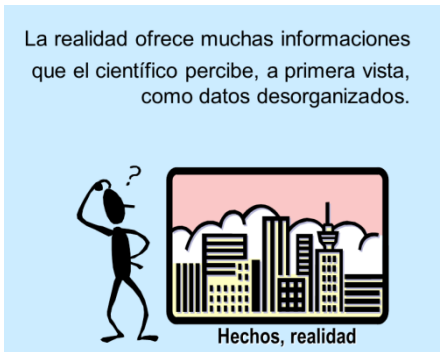 La realidad ofrece muchas informaciones
que el científico percibe, a primera vista,
como datos desorganizados.
?
Hechos, realidad